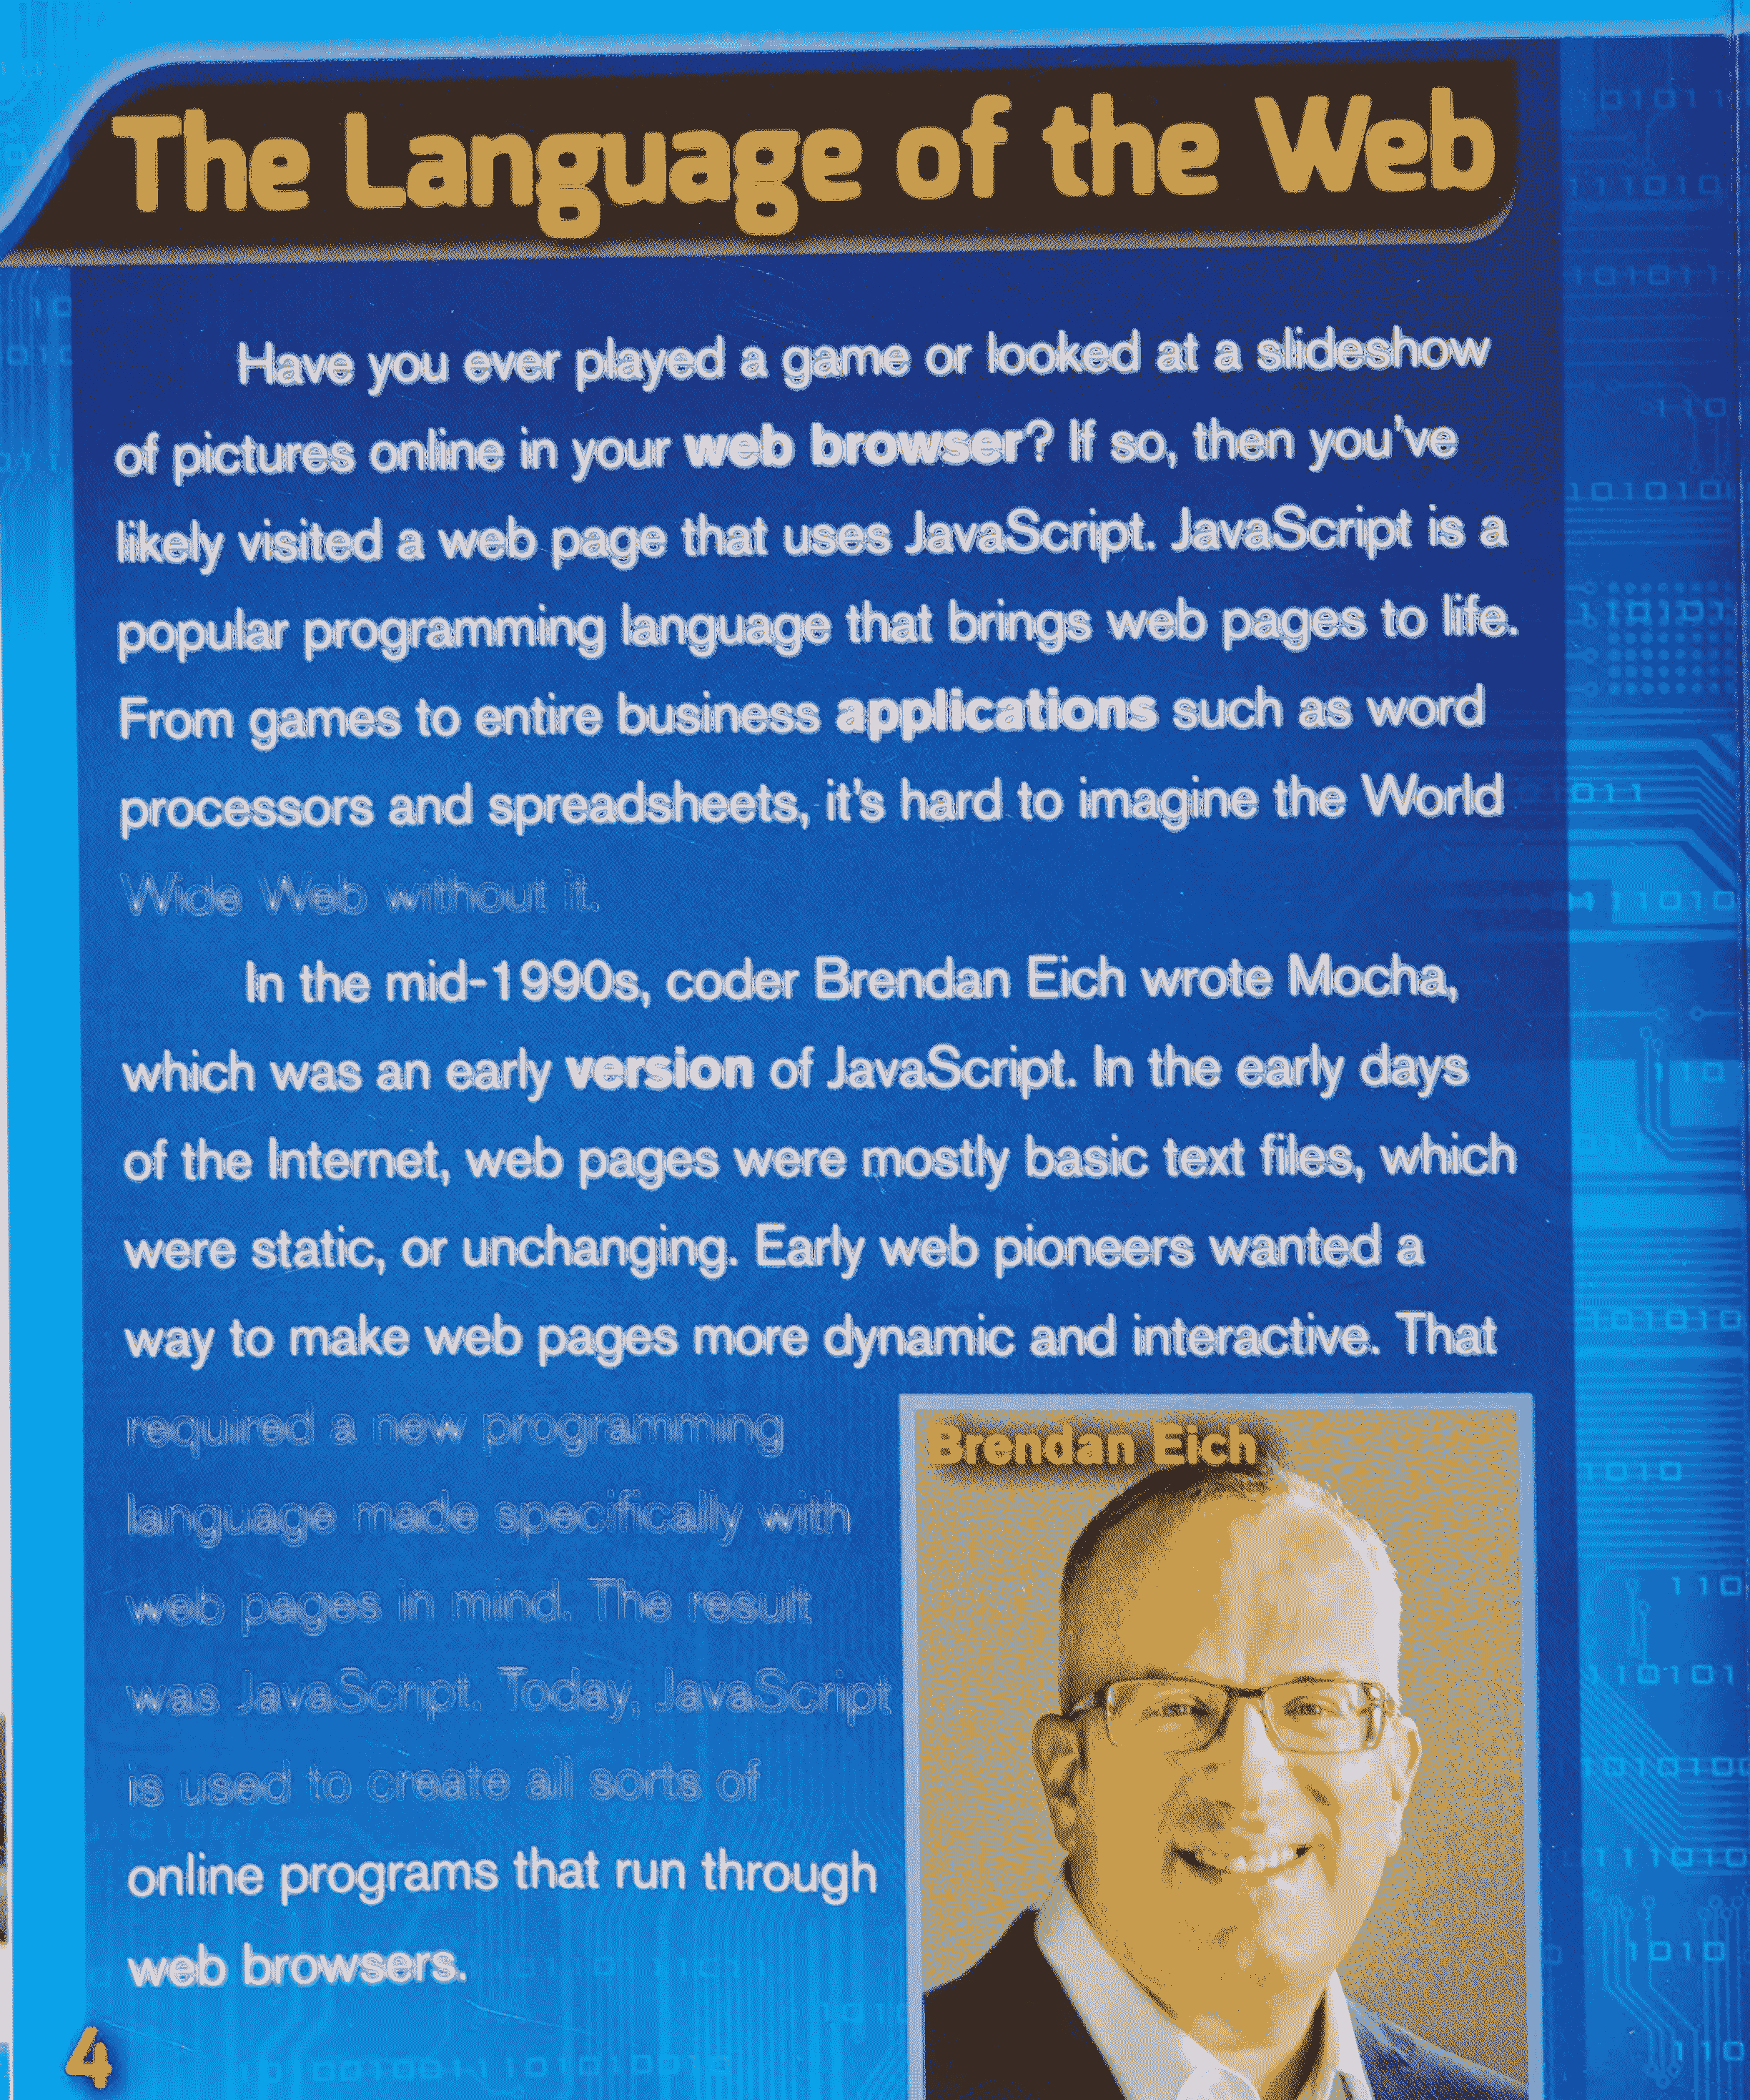 The Language of the Web
Have you ever played a game or looked at a slideshow
of pictures online in your web browser? If so, then you've
likely visited a web page that uses JavaScript. JavaScript is a
popular programming language that brings web pages to life.
From games to entire business applications such as word
processors and spreadsheets, it's hard to imagine the World
Wide Web without it.
In the mid-1990s, coder Brendan Eich wrote Mocha,
which was an early version of JavaScript. In the early days
of the Internet, web pages were mostly basic text files, which
were static, or unchanging. Early web pioneers wanted a
way to make web pages more dynamic and interactive. That
required a new programming
language made specifically with
web pages in mind. The result
was JavaScript. Today, JavaScript
is used to create all sorts of
online programs that run through
web browsers.
Brendan Eich
4